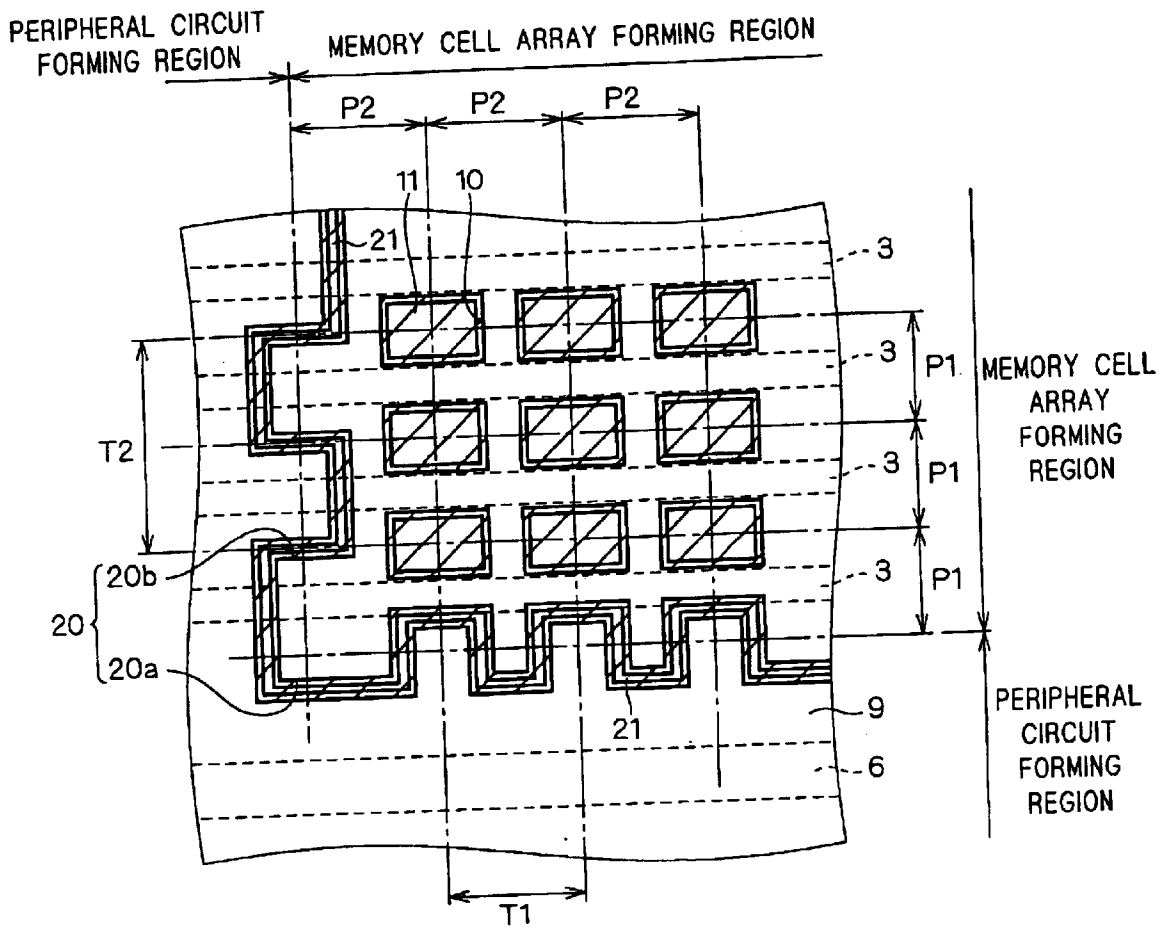 PERIPHERAL CIRCUIT
FORMING REGION
MEMORY CELL ARRAY FORMING REGION
P2
P2
P2
11
10
21
3
3
P1
MEMORY CELL
ARRAY
FORMING
REGION
T2
3
P1
20b
3
P1
20
20a
21
9
PERIPHERAL
CIRCUIT
FORMING
REGION
6
T1